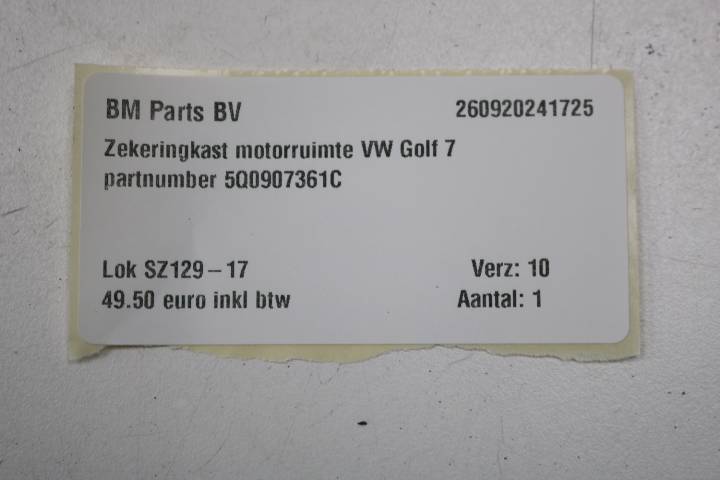 BM Parts BV 260920241725
Zekeringkast motorruimte VW Golf 7
partnumber 5Q0907361C
Lok SZ129-17 Verz: 10
49.50 euro inkl btw Aantal: 1